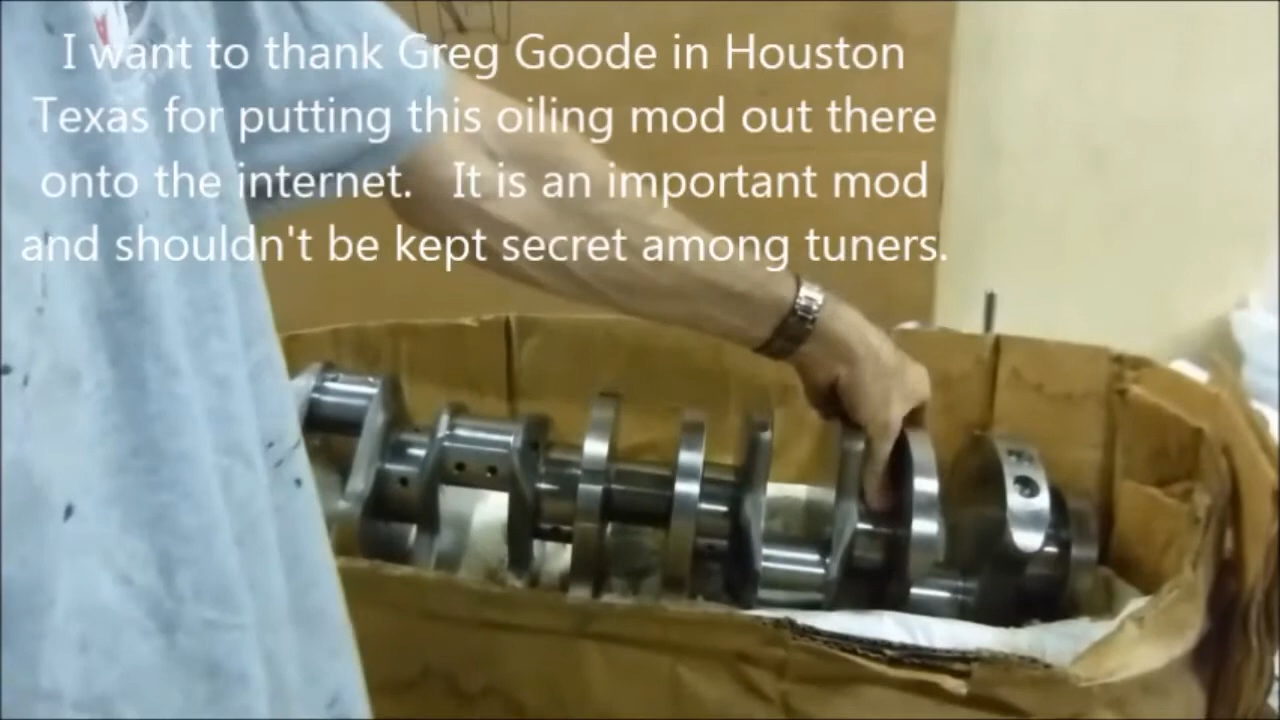 I want to thank Greg Goode in Houston
Texas for putting this oiling mod out there
onto the internet.   It is an important mod
and shouldn't be kept secret among tuners.